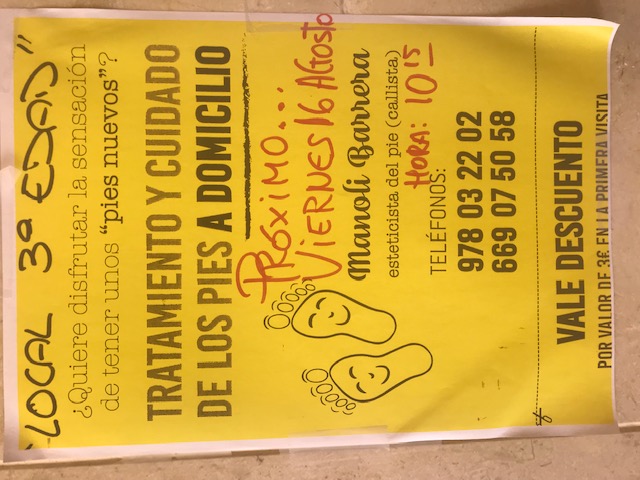 "LOCAL 3ª EDAD"
¿Quiere disfrutar la sensación
de tener unos “pies nuevos”?
TRATAMIENTO Y CUIDADO
DE LOS PIES A DOMICILIO
PRÓXIMO...
VIERNES 16 AGOSTO
Manoli Barrera
esteticista del pie (callista)
HORA: 10 15
TELÉFONOS:
978 03 22 02
669 07 50 58
VALE DESCUENTO
POR VALOR DE 3€ EN LA PRIMERA VISITA